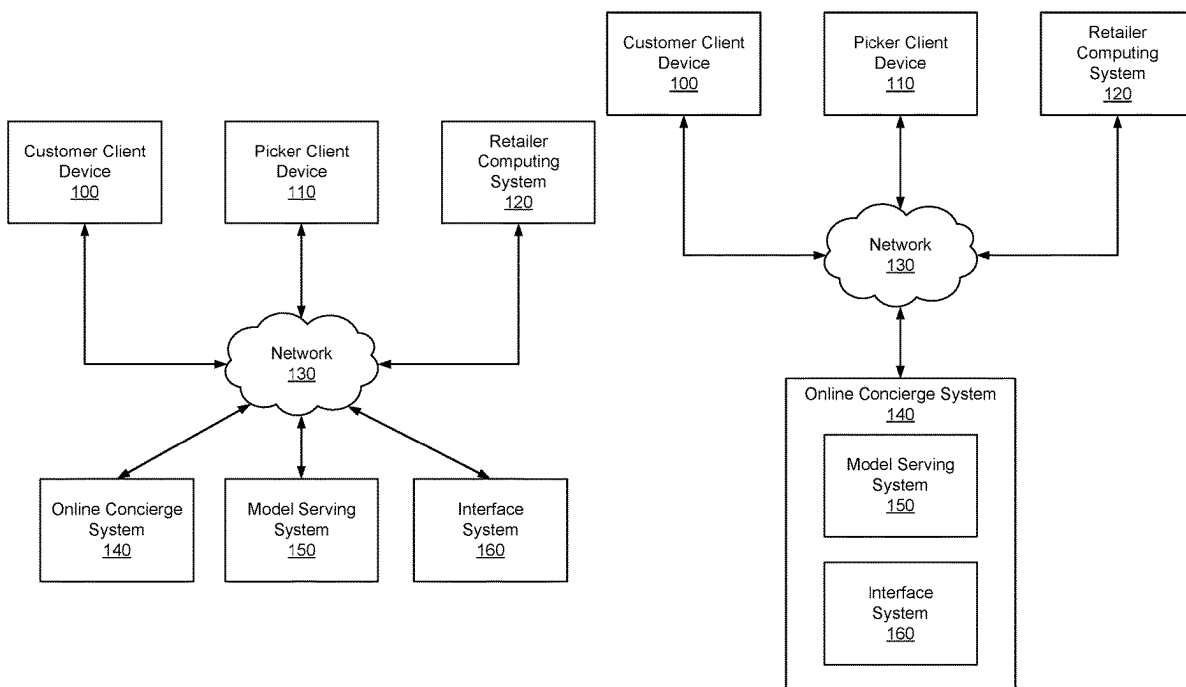 Customer Client
Device
100
Picker Client
Device
110
Retailer
Computing
System
120
Network
130
Online Concierge
System
140
Model Serving
System
150
Interface
System
160
Customer Client
Device
100
Picker Client
Device
110
Retailer
Computing
System
120
Network
130
Online Concierge System
140
Model Serving
System
150
Interface
System
160